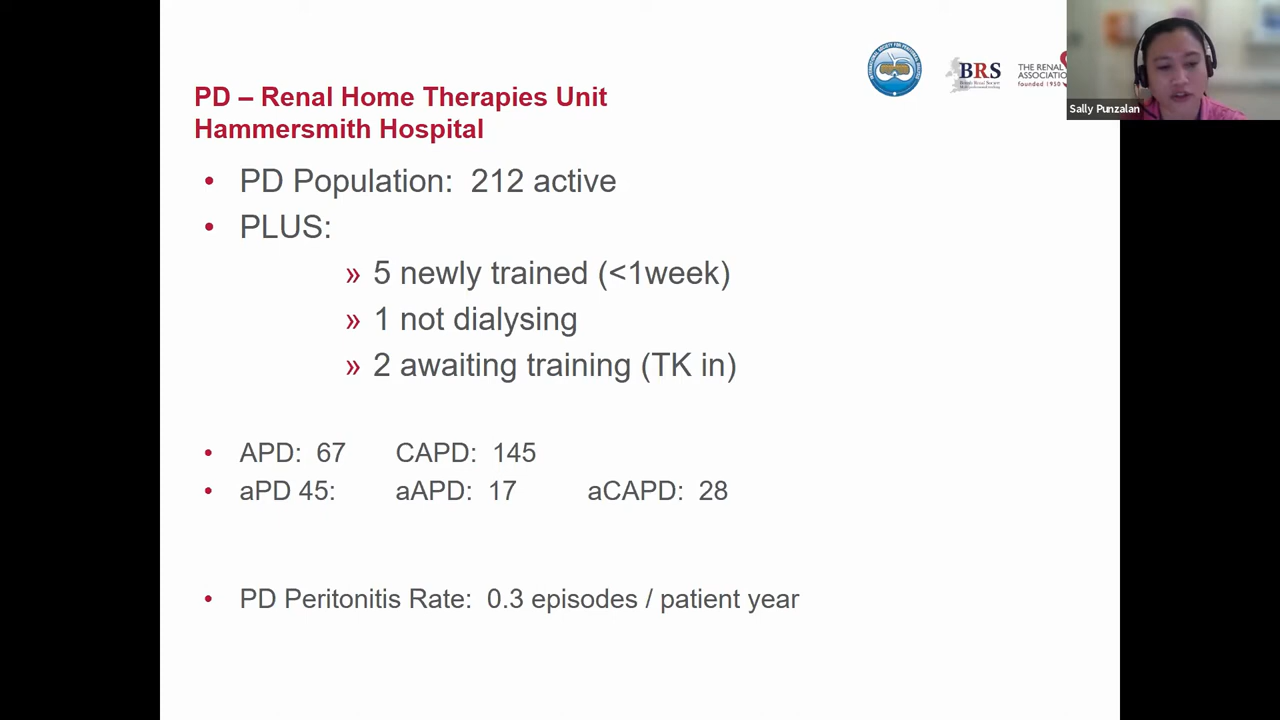 BRS
THE RENAL
ASSOCIATION
founded 1950
Sally Punzalan
PD – Renal Home Therapies Unit
Hammersmith Hospital
• PD Population: 212 active
• PLUS:
» 5 newly trained (<1week)
» 1 not dialysing
» 2 awaiting training (TK in)
• APD: 67 CAPD: 145
• aPD 45: aAPD: 17 aCAPD: 28
• PD Peritonitis Rate: 0.3 episodes / patient year